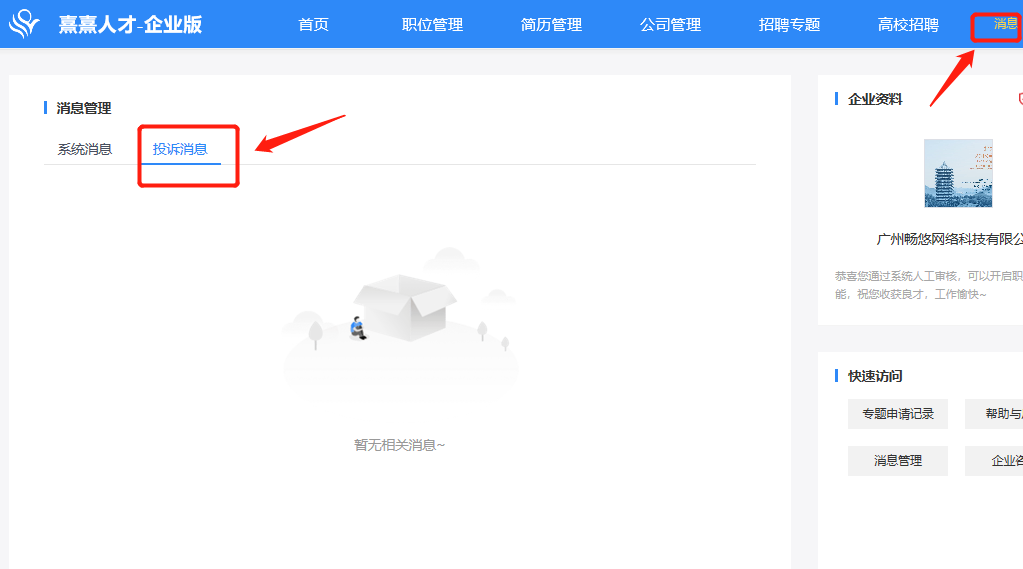 熹熹人才-企业版
首页
职位管理
简历管理
公司管理
招聘专题
高校招聘
消息
消息管理
系统消息
投诉消息
暂无相关消息~
企业资料
广州畅悠网络科技有限公
恭喜您通过系统人工审核，可以开启职
能，祝您收获良才，工作愉快~
快速访问
专题申请记录
帮助与
消息管理
企业咨